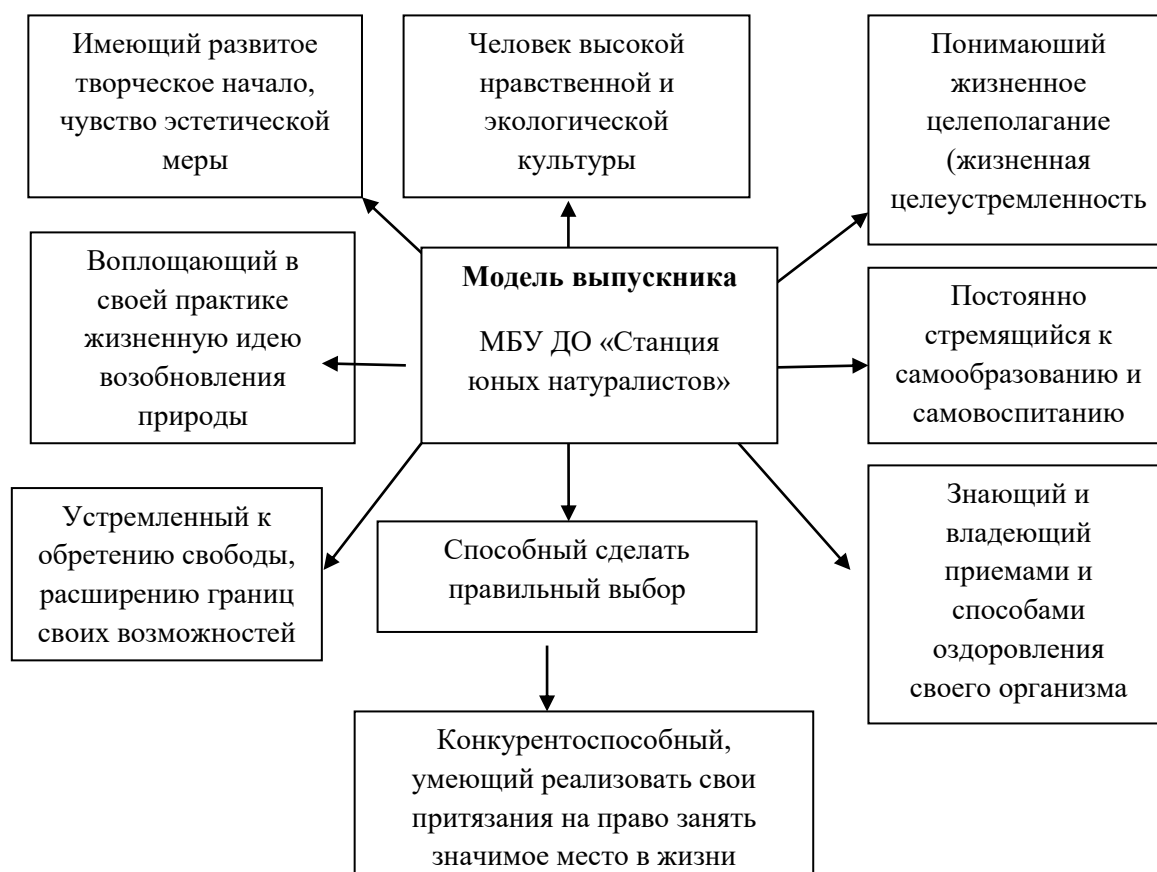 Имеющий развитое
творческое начало,
чувство эстетической
меры
Человек высокой
нравственной и
экологической
культуры
Понимаюший
жизненное
целеполагание
(жизненная
целеустремленность
Воплощающий в
своей практике
жизненную идею
возобновления
природы
Модель выпускника
МБУ ДО «Станция
юных натуралистов»
Постоянно
стремящийся к
самообразованию и
самовоспитанию
Устремленный к
обретению свободы,
расширению границ
своих возможностей
Способный сделать
правильный выбор
Знающий и
владеющий
приемами и
способами
оздоровления
своего организма
Конкурентоспособный,
умеющий реализовать свои
притязания на право занять
значимое место в жизни